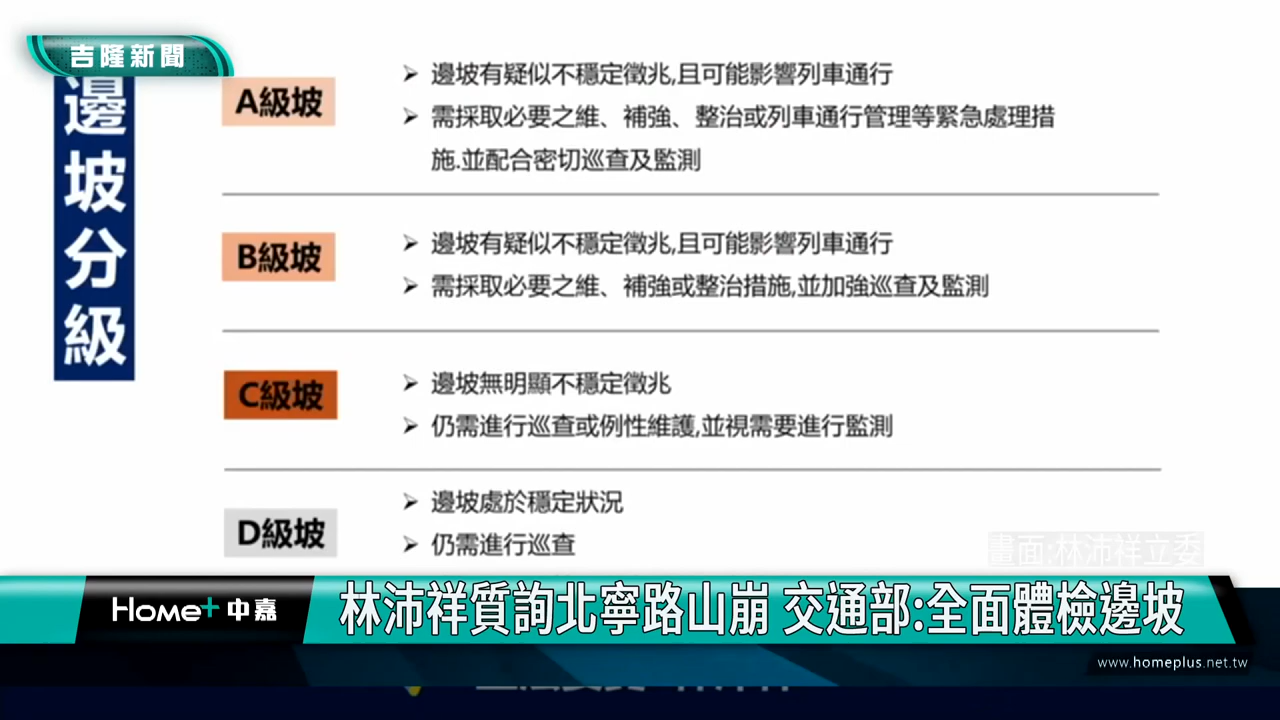 吉隆新聞
邊坡分級
A級坡
邊坡有疑似不穩定徵兆,且可能影響列車通行
需採取必要之維、補強、整治或列車通行管理等緊急處理措
施.並配合密切巡查及監測
B級坡
邊坡有疑似不穩定徵兆,且可能影響列車通行
需採取必要之維、補強或整治措施,並加強巡查及監測
C級坡
邊坡無明顯不穩定徵兆
仍需進行巡查或例性維護,並視需要進行監測
D級坡
邊坡處於穩定狀況
仍需進行巡查
畫面:林沛祥立委
Home+中嘉
林沛祥質詢北寧路山崩 交通部:全面體檢邊坡
www.homeplus.net.tw